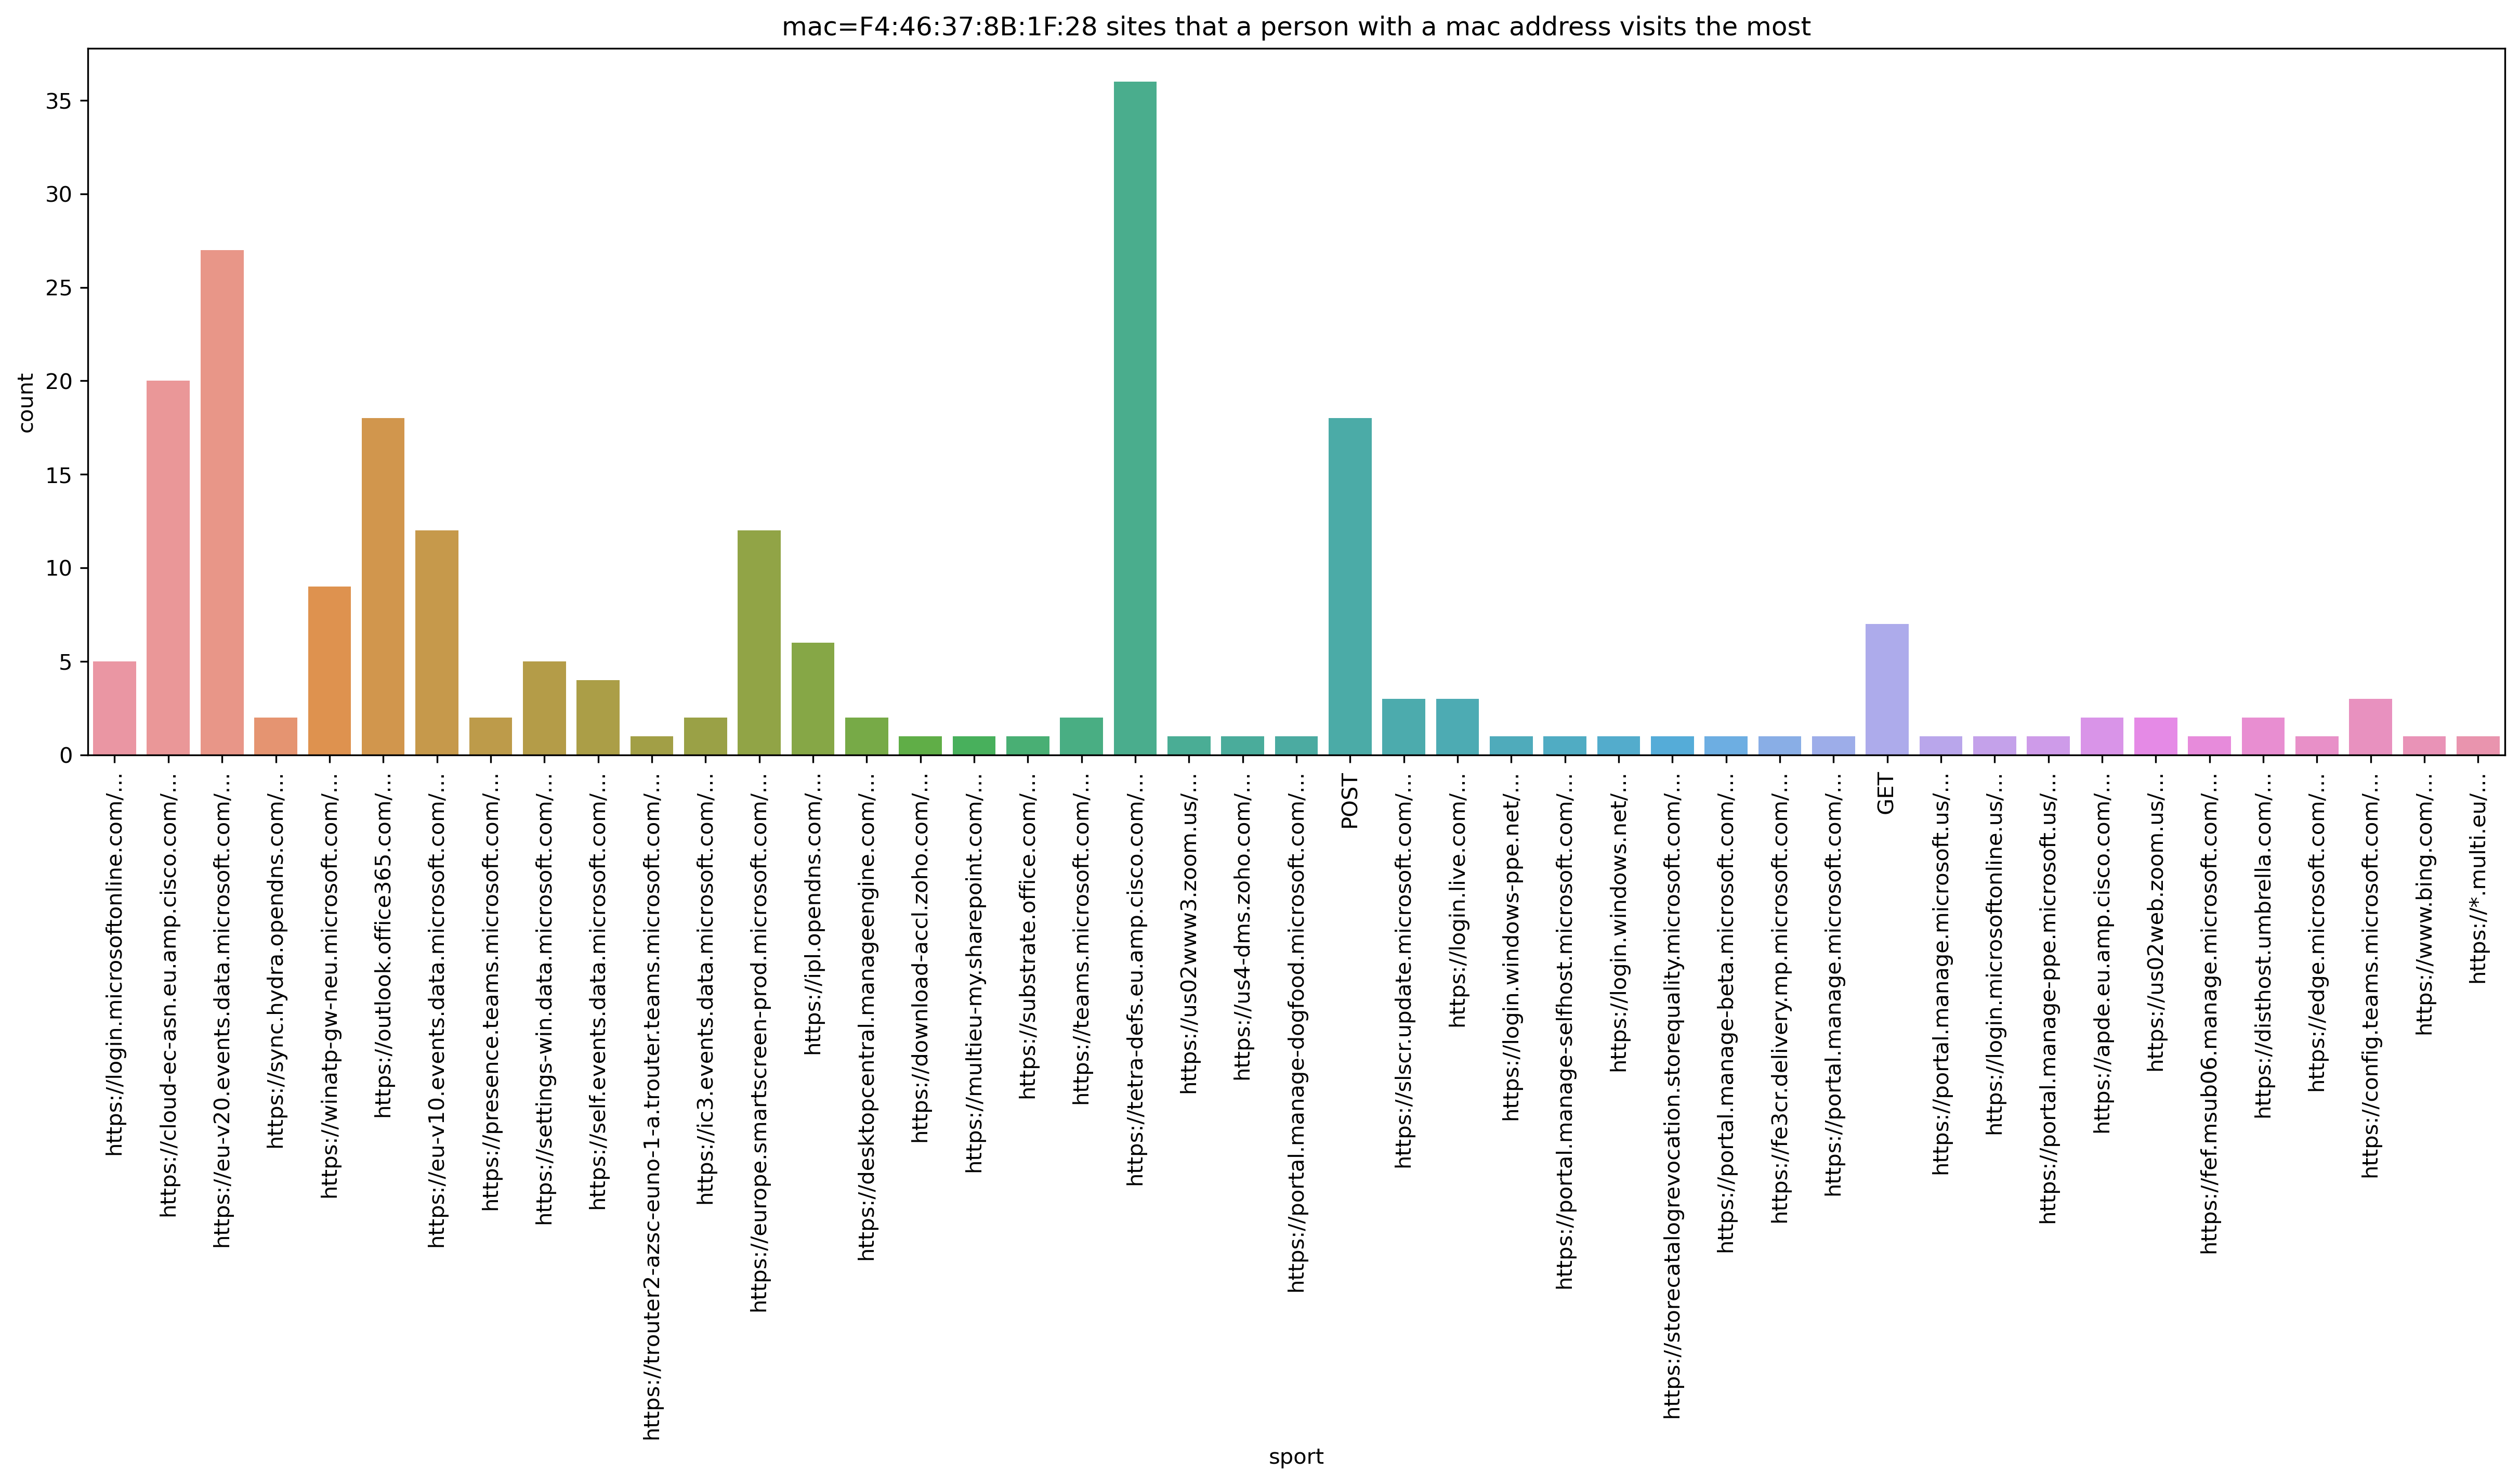 mac=F4:46:37:8B:1F:28 sites that a person with a mac address visits the most
count
35
30
25
20
15
10
5
0
https://login.microsoftonline.com/...
https://cloud-ec-asn.eu.amp.cisco.com/...
https://eu-v20.events.data.microsoft.com/...
https://sync.hydra.opendns.com/...
https://winatp-gw-neu.microsoft.com/...
https://outlook.office365.com/...
https://eu-v10.events.data.microsoft.com/...
https://presence.teams.microsoft.com/...
https://settings-win.data.microsoft.com/...
https://self.events.data.microsoft.com/...
https://trouter2-azsc-euno-1-a.trouter.teams.microsoft.com/...
https://ic3.events.data.microsoft.com/...
https://europe.smartscreen-prod.microsoft.com/...
https://ipl.opendns.com/...
https://desktopcentral.manageengine.com/...
https://download-accl.zoho.com/...
https://multieu-my.sharepoint.com/...
https://substrate.office.com/...
https://teams.microsoft.com/...
https://tetra-defs.eu.amp.cisco.com/...
https://us02www3.zoom.us/...
https://us4-dms.zoho.com/...
https://portal.manage-dogfood.microsoft.com/...
POST
https://slscr.update.microsoft.com/...
https://login.live.com/...
https://login.windows-ppe.net/...
https://portal.manage-selfhost.microsoft.com/...
https://login.windows.net/...
https://storecatalogrevocation.storequality.microsoft.com/...
https://portal.manage-beta.microsoft.com/...
https://fe3cr.delivery.mp.microsoft.com/...
https://portal.manage.microsoft.com/...
GET
https://portal.manage.microsoft.us/...
https://login.microsoftonline.us/...
https://portal.manage-ppe.microsoft.us/...
https://apde.eu.amp.cisco.com/...
https://us02web.zoom.us/...
https://fef.msub06.manage.microsoft.com/...
https://disthost.umbrella.com/...
https://edge.microsoft.com/...
https://config.teams.microsoft.com/...
https://www.bing.com/...
https://*.multi.eu/...
sport